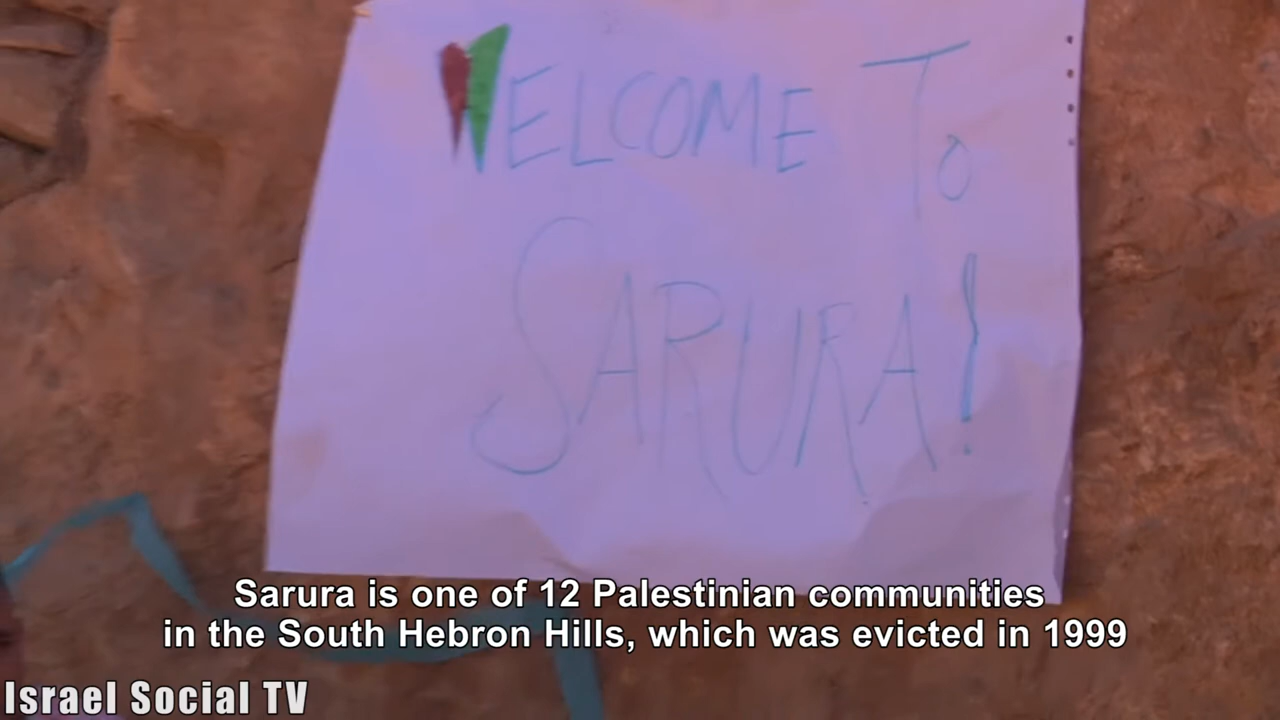 WELCOME To
SARURA!
Sarura is one of 12 Palestinian communities
in the South Hebron Hills, which was evicted in 1999
Israel Social TV